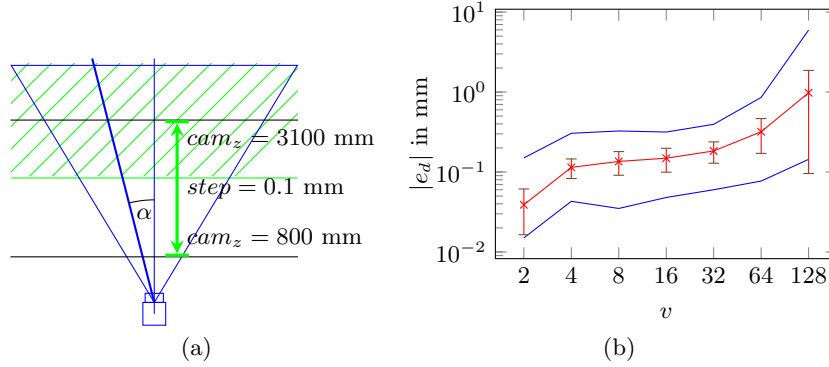 (a)
cam_z = 3100 mm
step = 0.1 mm
α
cam_z = 800 mm
(b)
10^1
10^0
10^{-1}
10^{-2}
|e_d| in mm
2 4 8 16 32 64 128
v
(a)
(b)